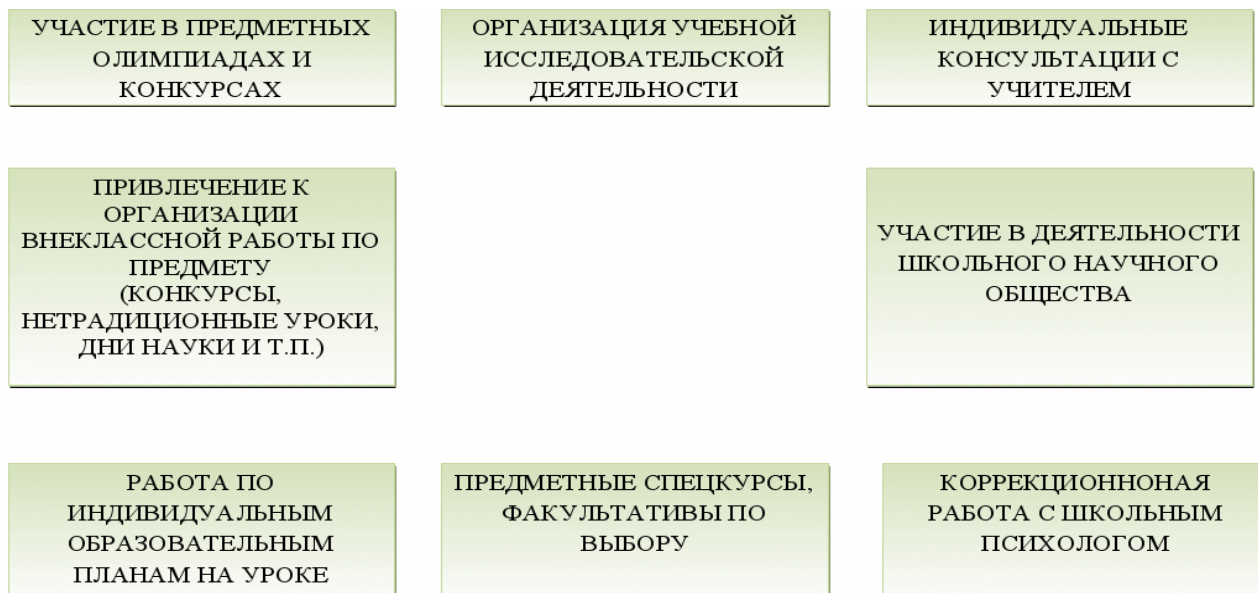 УЧАСТИЕ В ПРЕДМЕТНЫХ
ОЛИМПИАДАХ И
КОНКУРСАХ
ОРГАНИЗАЦИЯ УЧЕБНОЙ
ИССЛЕДОВАТЕЛЬСКОЙ
ДЕЯТЕЛЬНОСТИ
ИНДИВИДУАЛЬНЫЕ
КОНСУЛЬТАЦИИ С
УЧИТЕЛЕМ
ПРИВЛЕЧЕНИЕ К
ОРГАНИЗАЦИИ
ВНЕКЛАССНОЙ РАБОТЫ ПО
ПРЕДМЕТУ
(КОНКУРСЫ,
НЕТРАДИЦИОННЫЕ УРОКИ,
ДНИ НАУКИ И Т.П.)
УЧАСТИЕ В ДЕЯТЕЛЬНОСТИ
ШКОЛЬНОГО НАУЧНОГО
ОБЩЕСТВА
РАБОТА ПО
ИНДИВИДУАЛЬНЫМ
ОБРАЗОВАТЕЛЬНЫМ
ПЛАНАМ НА УРОКЕ
ПРЕДМЕТНЫЕ СПЕЦКУРСЫ,
ФАКУЛЬТАТИВЫ ПО
ВЫБОРУ
КОРРЕКЦИОННОНАЯ
РАБОТА С ШКОЛЬНЫМ
ПСИХОЛОГОМ